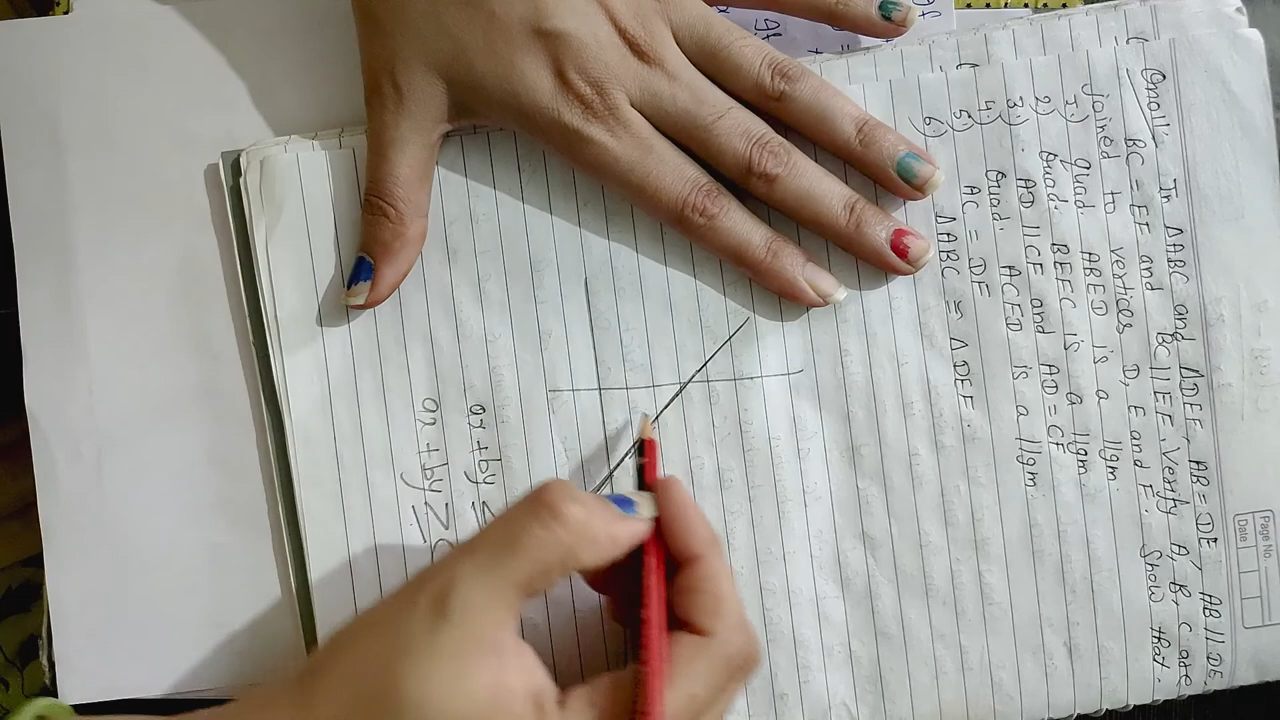 Page No.
Date
In ΔABC and ΔDEF, AB = DE, AB || DE.
BC = EF and BC || EF. Verify A, B, C are
joined to vertices D, E and F. Show that.
1.) quad. ABED is a ||gm.
2.) Quad. BEFC is a ||gm.
3.) AD || CF and AD = CF
4.) Quad. ACFD is a ||gm.
5.) AC = DF
6.) ΔABC ≅ ΔDEF.
ax + by ≤
ax + by ≥